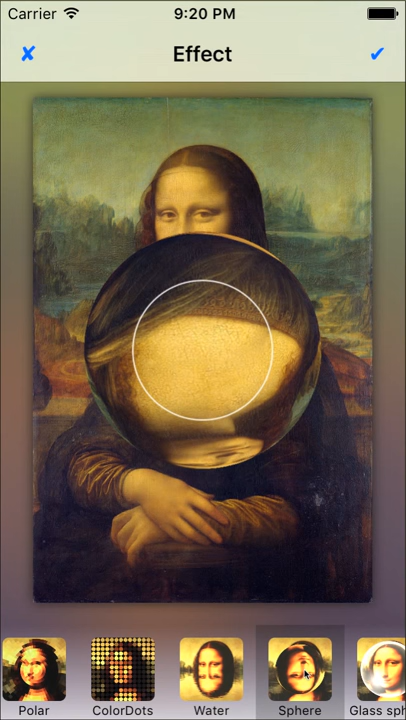 Carrier 9:20 PM
✘ Effect ✔
Polar ColorDots Water Sphere Glass sph